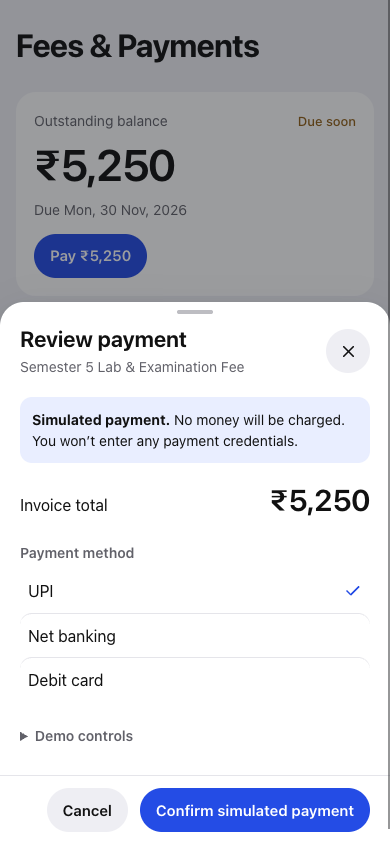 Fees & Payments
Outstanding balance
Due soon
₹5,250
Due Mon, 30 Nov, 2026
Pay ₹5,250
Review payment
Semester 5 Lab & Examination Fee
Simulated payment. No money will be charged.
You won’t enter any payment credentials.
Invoice total
₹5,250
Payment method
UPI
Net banking
Debit card
Demo controls
Cancel
Confirm simulated payment